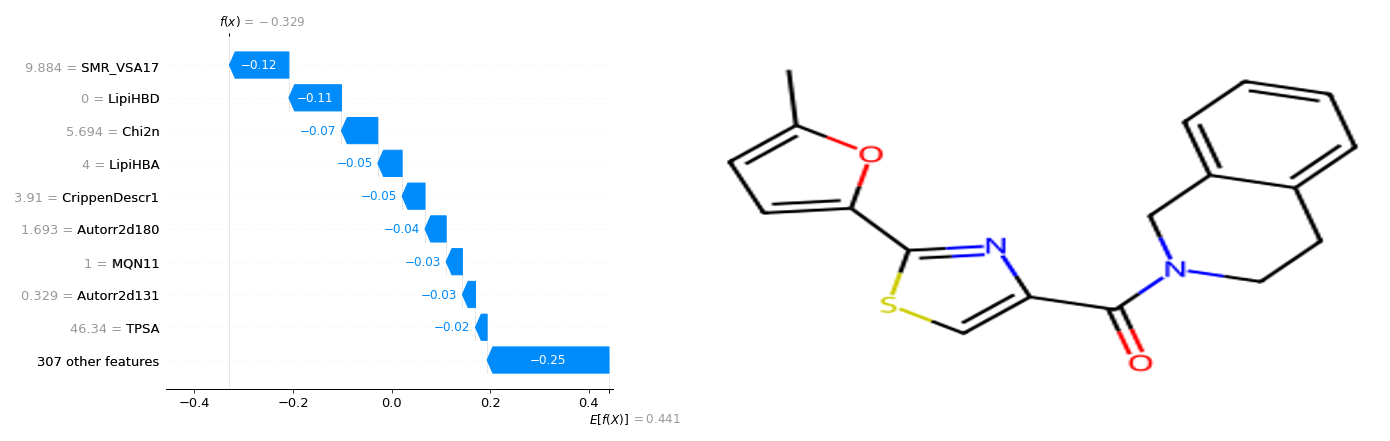 f(x) = −0.329
9.884 = SMR_VSA17
−0.12
0 = LipiHBD
−0.11
5.694 = Chi2n
−0.07
4 = LipiHBA
−0.05
3.91 = CrippenDescr1
−0.05
1.693 = Autorr2d180
−0.04
1 = MQN11
−0.03
0.329 = Autorr2d131
−0.03
46.34 = TPSA
−0.02
307 other features
−0.25
−0.4 −0.2 0.0 0.2 0.4
E[f(X)] = 0.441
O
N
S
N
O